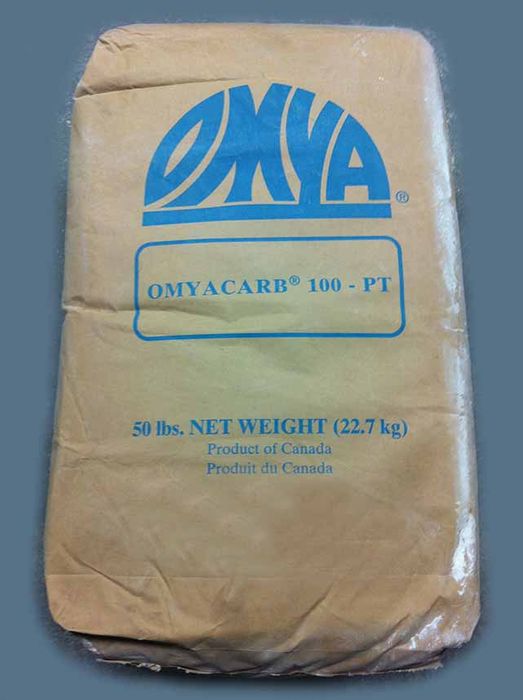 OMYA®
OMYACARB® 100 - PT
50 lbs. NET WEIGHT (22.7 kg)
Product of Canada
Produit du Canada